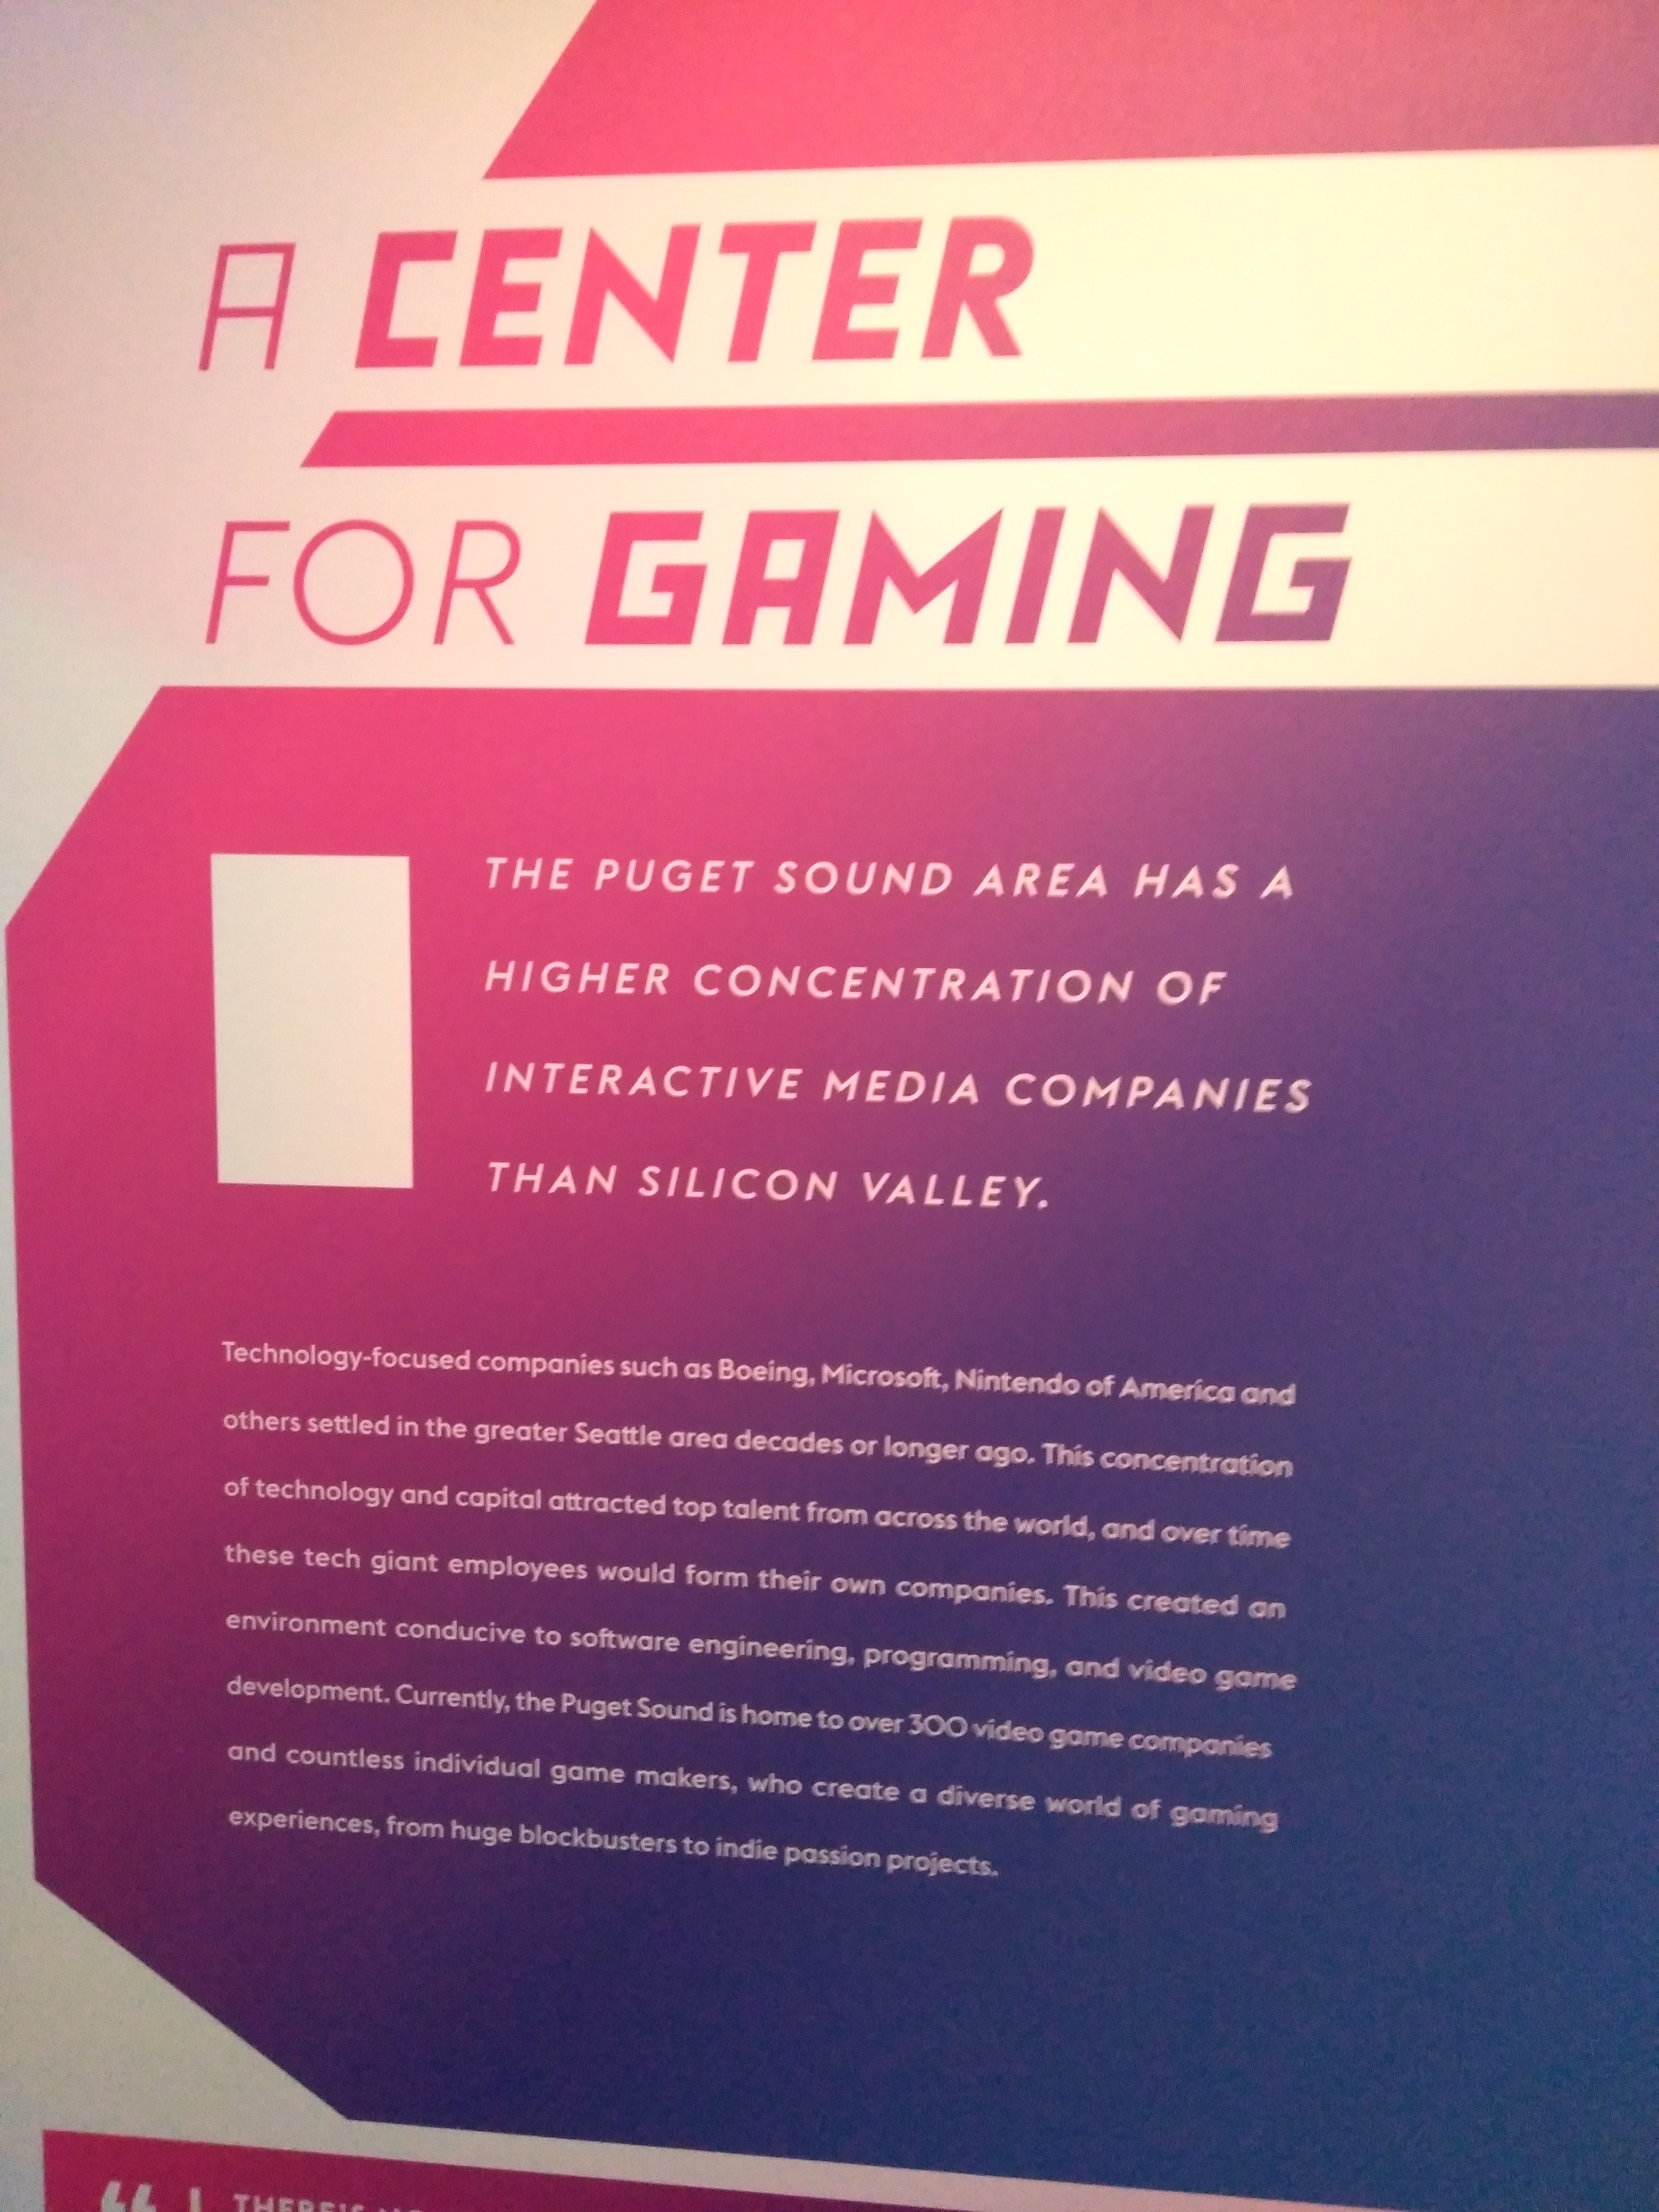 A CENTER
FOR GAMING
THE PUGET SOUND AREA HAS A
HIGHER CONCENTRATION OF
INTERACTIVE MEDIA COMPANIES
THAN SILICON VALLEY.
Technology-focused companies such as Boeing, Microsoft, Nintendo of America and
others settled in the greater Seattle area decades or longer ago. This concentration
of technology and capital attracted top talent from across the world, and over time
these tech giant employees would form their own companies. This created an
environment conducive to software engineering, programming, and video game
development. Currently, the Puget Sound is home to over 300 video game companies
and countless individual game makers, who create a diverse world of gaming
experiences, from huge blockbusters to indie passion projects.
“ THERE'S